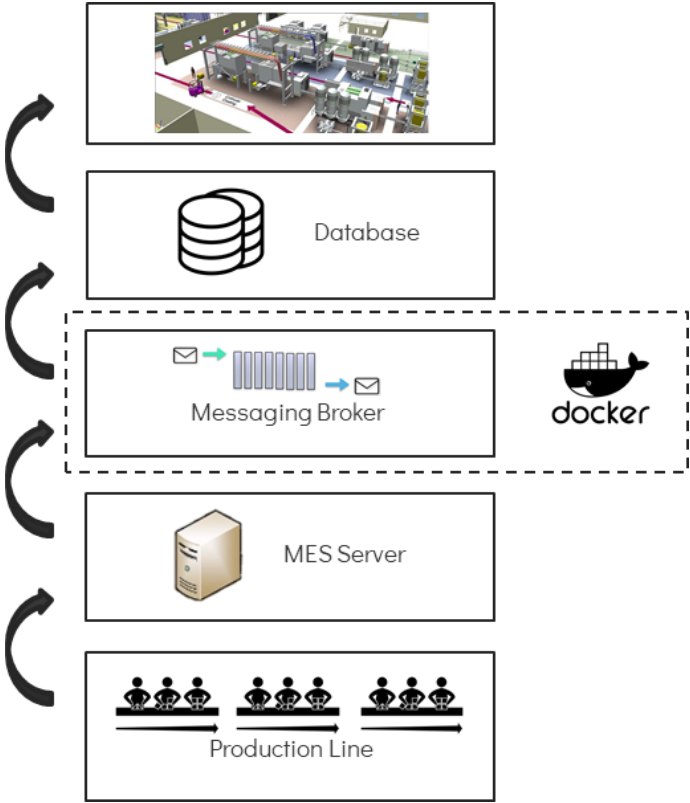 Database
Messaging Broker
docker
MES Server
Production Line